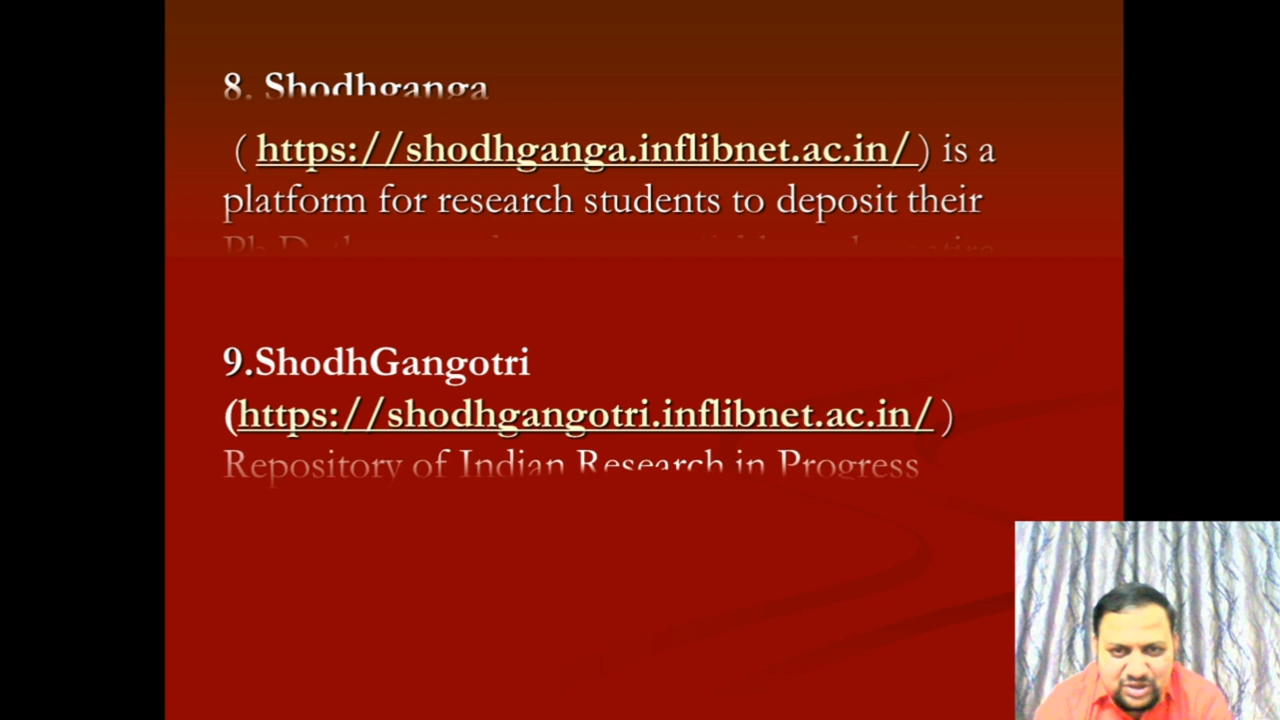 8. Shodhganga
( https://shodhganga.inflibnet.ac.in/ ) is a
platform for research students to deposit their
Ph.D.
9.ShodhGangotri
(https://shodhgangotri.inflibnet.ac.in/ )
Repository of Indian Research in Progress